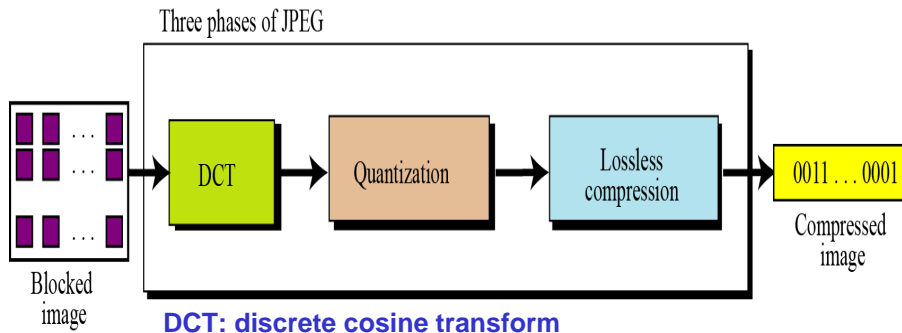 Three phases of JPEG
DCT
Quantization
Lossless
compression
0011 . . . 0001
Compressed
image
. . .
. . .
. . .
Blocked
image
DCT: discrete cosine transform